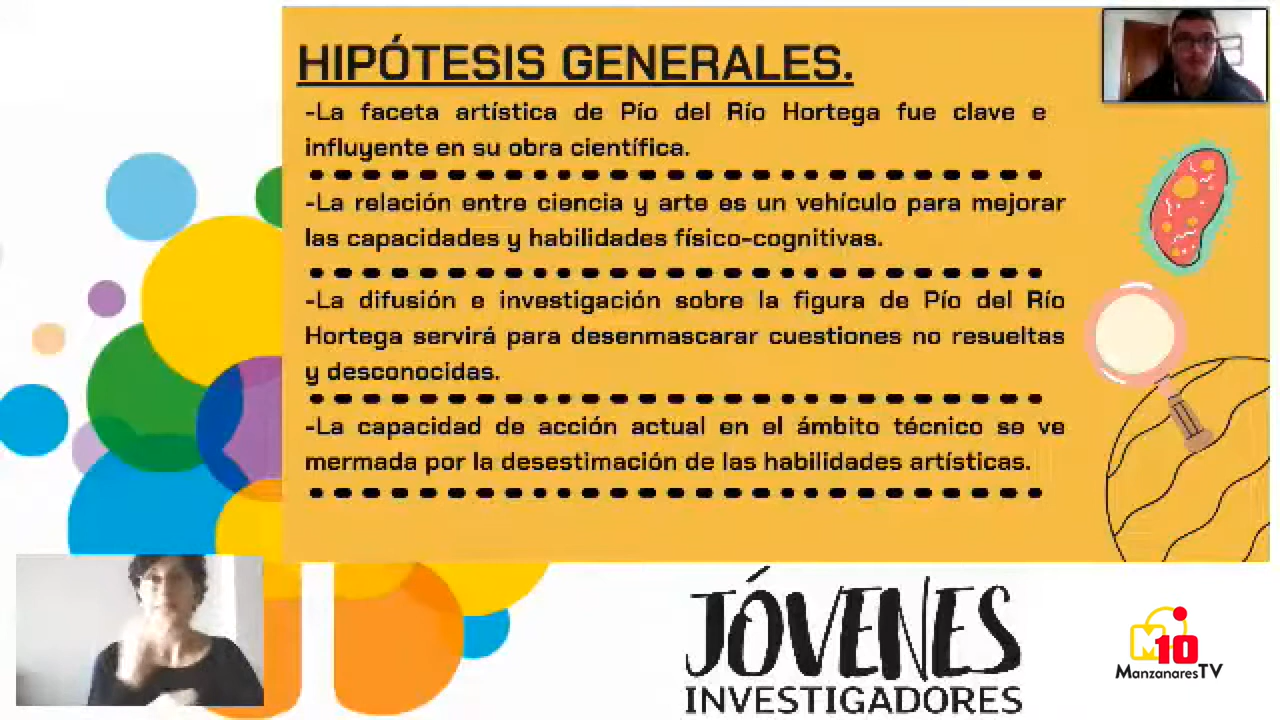 HIPÓTESIS GENERALES.
-La faceta artística de Pío del Río Hortega fue clave e
influyente en su obra científica.
-La relación entre ciencia y arte es un vehículo para mejorar
las capacidades y habilidades físico-cognitivas.
-La difusión e investigación sobre la figura de Pío del Río
Hortega servirá para desenmascarar cuestiones no resueltas
y desconocidas.
-La capacidad de acción actual en el ámbito técnico se ve
mermada por la desestimación de las habilidades artísticas.
JÓVENES
INVESTIGADORES
M10
ManzanaresTV